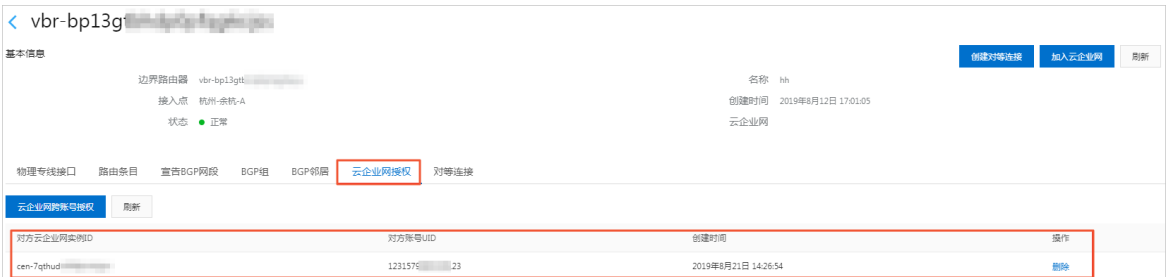 vbr-bp13gt
基本信息
创建对等连接 加入云企业网 刷新
边界路由器 vbr-bp13gtb 名称 hh
接入点 杭州-余杭-A 创建时间 2019年8月12日 17:01:05
状态 正常 云企业网
物理专线接口 路由条目 宣告BGP网段 BGP组 BGP邻居 云企业网授权 对等连接
云企业网跨账号授权 刷新
对方云企业网实例ID 对方账号UID 创建时间 操作
cen-7qthud 1231579 23 2019年8月21日 14:26:54 删除